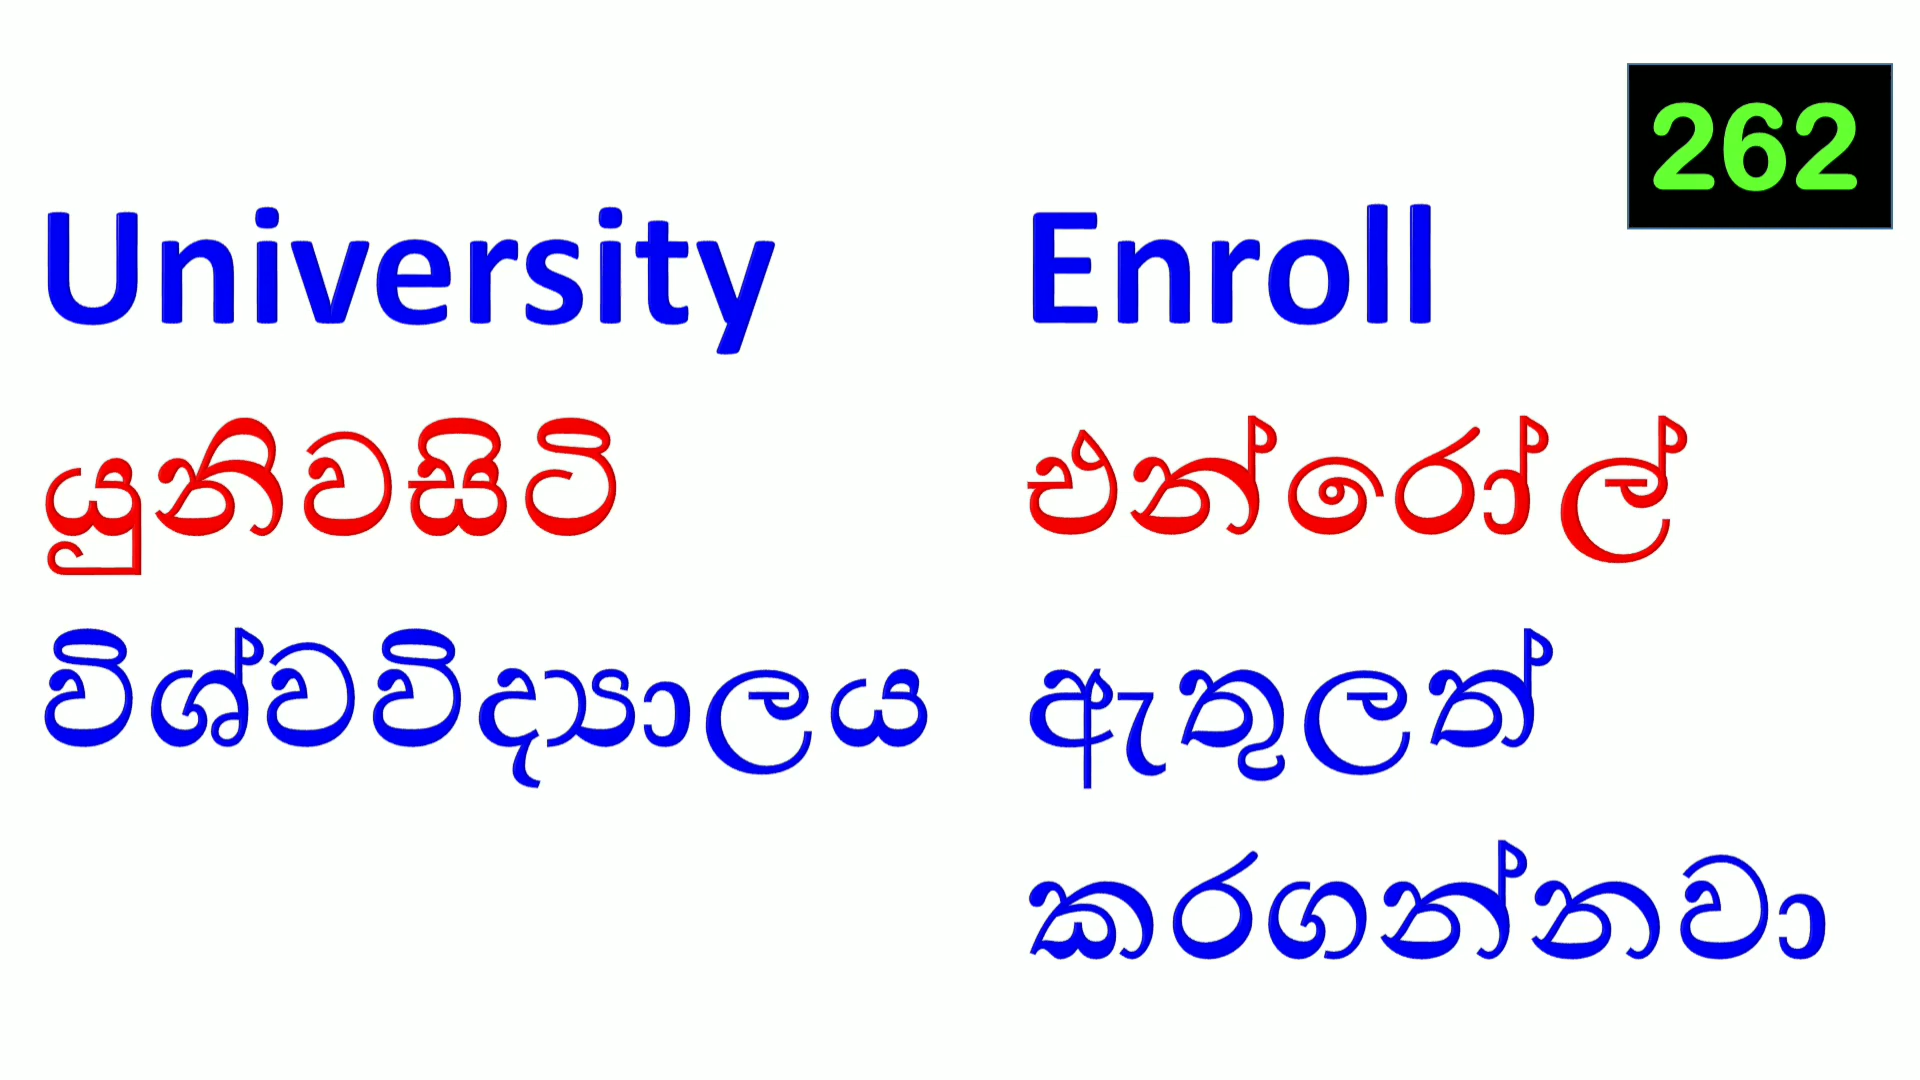 262
University
යුනිවසිටි
විශ්වවිද්‍යාලය
Enroll
එන්රෝල්
ඇතුලත්
කරගන්නවා